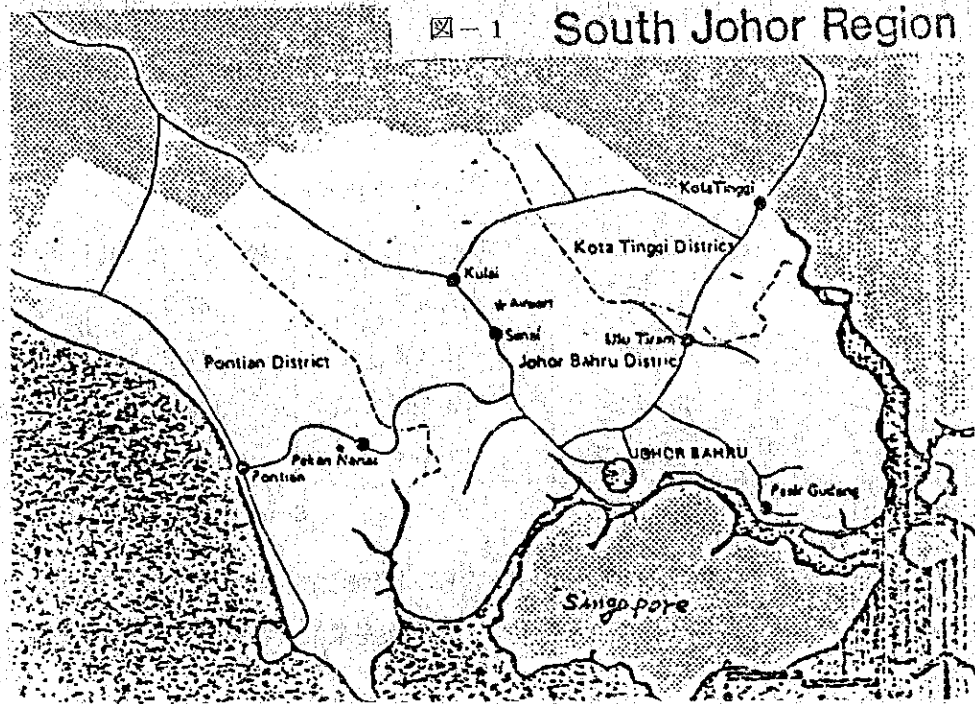 図－1 South Johor Region
Kota Tinggi
Kota Tinggi District
Kulai
Airport
Senai
Ulu Tiram
Pontian District
Johor Bahru District
JOHOR BAHRU
Pekan Nanas
Pontian
Pasir Gudang
Singapore